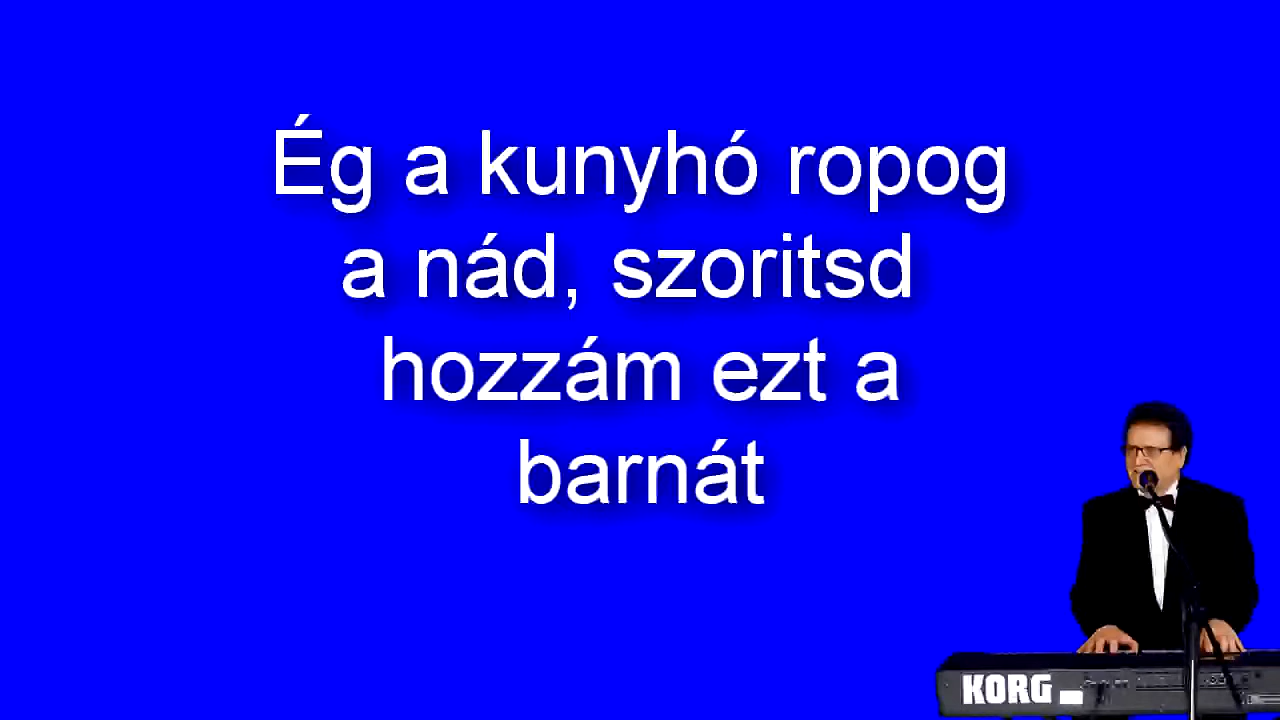 Ég a kunyhó ropog
a nád, szoritsd
hozzám ezt a
barnát
KORG